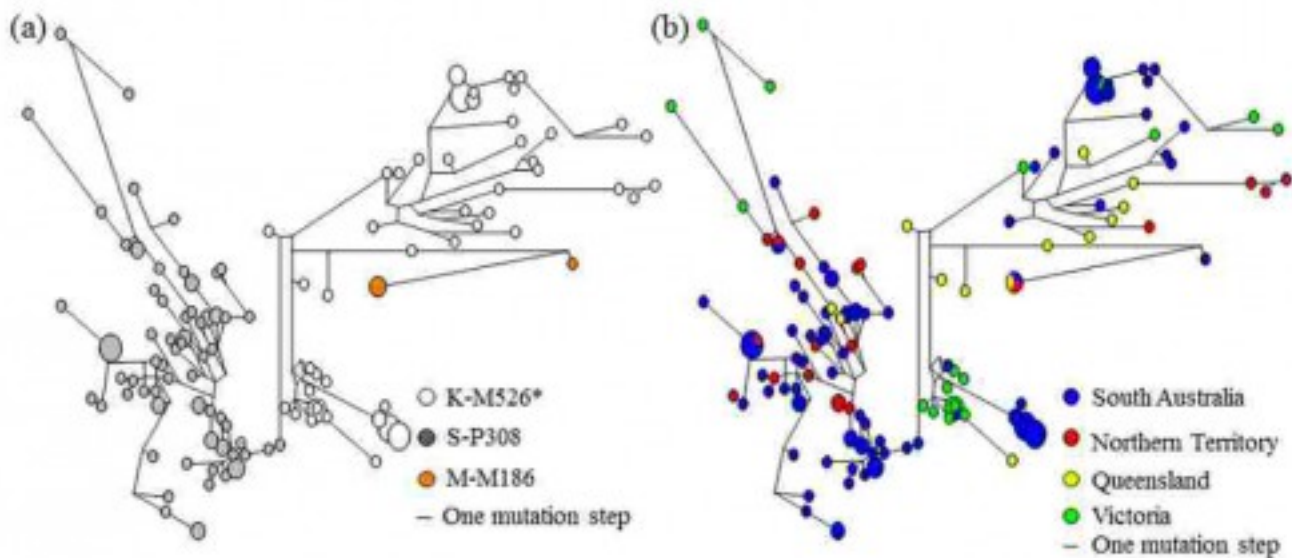 (a)
K-M526*
S-P308
M-M186
– One mutation step
(b)
South Australia
Northern Territory
Queensland
Victoria
– One mutation step